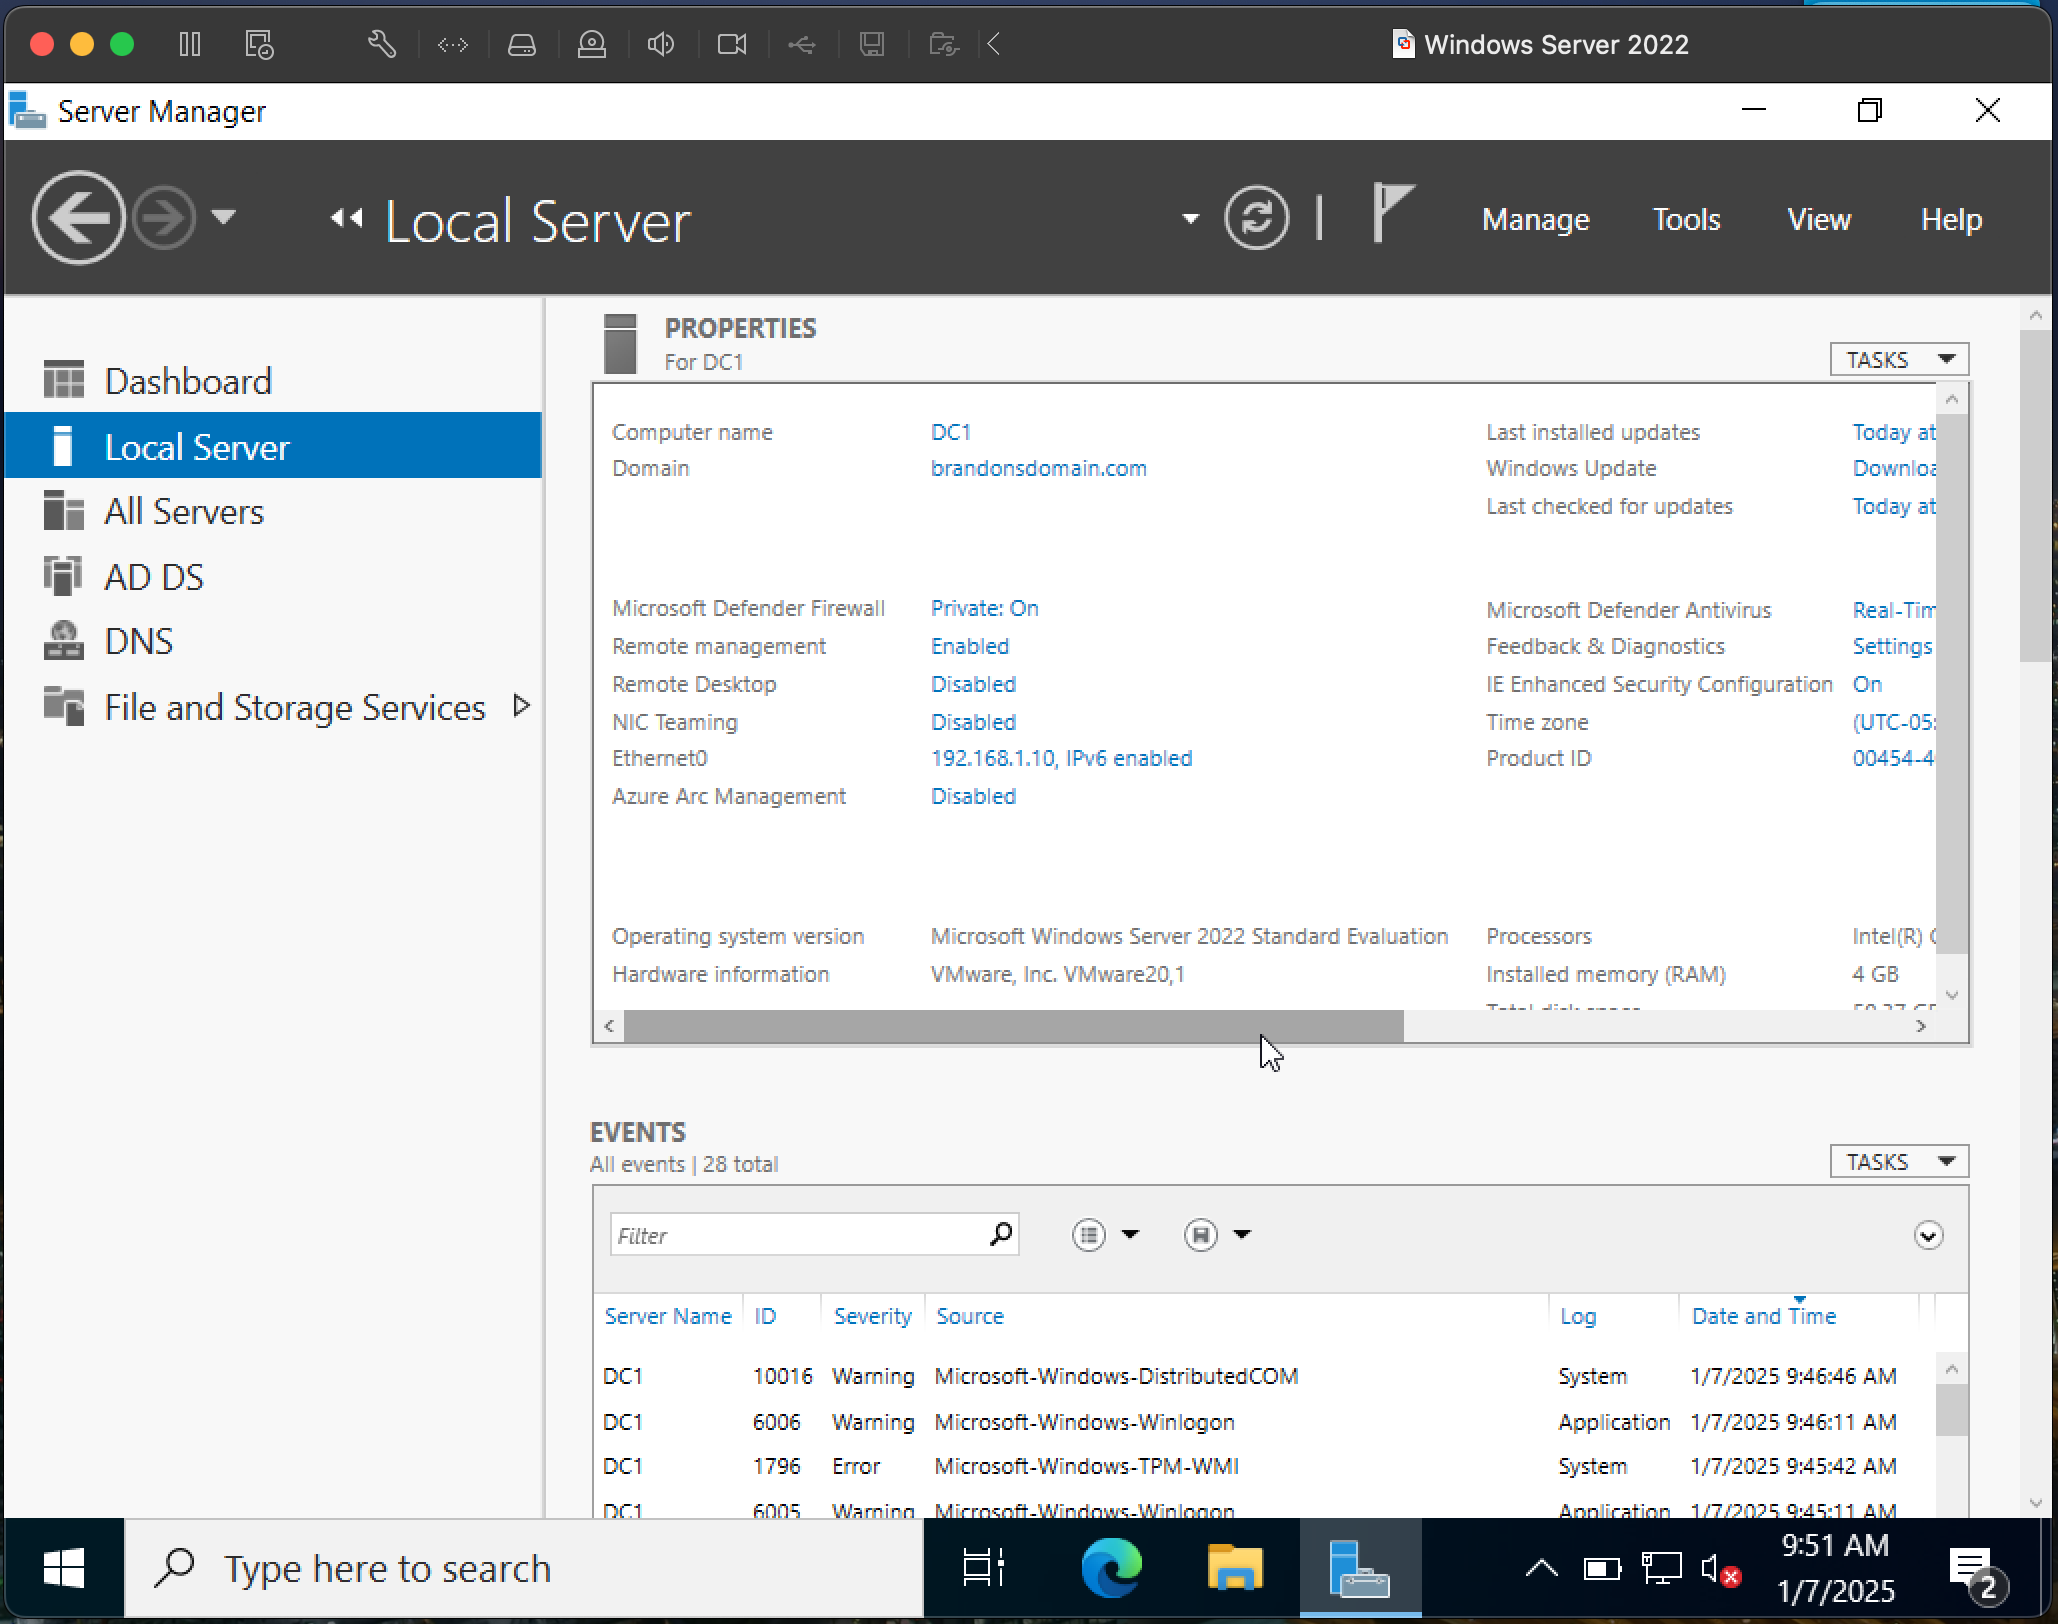 Windows Server 2022
Server Manager
Local Server
Manage Tools View Help
Dashboard
Local Server
All Servers
AD DS
DNS
File and Storage Services
PROPERTIES
For DC1
TASKS
Computer name DC1 Last installed updates Today at
Domain brandonsdomain.com Windows Update Downloa
Last checked for updates Today at
Microsoft Defender Firewall Private: On Microsoft Defender Antivirus Real-Tim
Remote management Enabled Feedback & Diagnostics Settings
Remote Desktop Disabled IE Enhanced Security Configuration On
NIC Teaming Disabled Time zone (UTC-05:
Ethernet0 192.168.1.10, IPv6 enabled Product ID 00454-4
Azure Arc Management Disabled
Operating system version Microsoft Windows Server 2022 Standard Evaluation Processors Intel(R)
Hardware information VMware, Inc. VMware20,1 Installed memory (RAM) 4 GB
EVENTS
All events | 28 total
TASKS
Filter
Server Name ID Severity Source Log Date and Time
DC1 10016 Warning Microsoft-Windows-DistributedCOM System 1/7/2025 9:46:46 AM
DC1 6006 Warning Microsoft-Windows-Winlogon Application 1/7/2025 9:46:11 AM
DC1 1796 Error Microsoft-Windows-TPM-WMI System 1/7/2025 9:45:42 AM
DC1 6005 Warning Microsoft-Windows-Winlogon Application 1/7/2025 9:45:11 AM
Type here to search
9:51 AM
1/7/2025
2